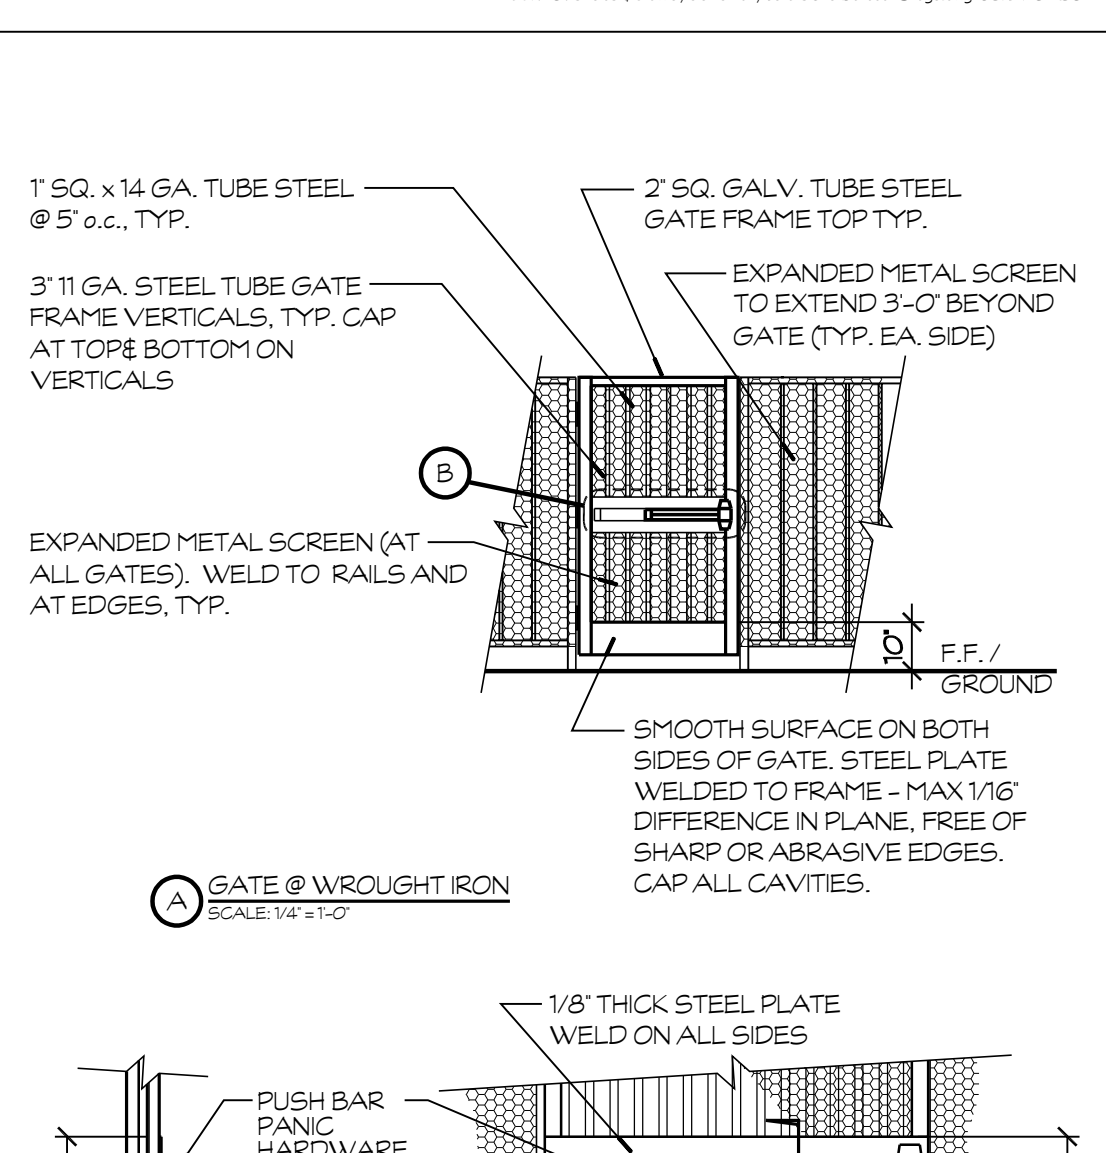 1" SQ. x 14 GA. TUBE STEEL
@ 5" o.c., TYP.
2" SQ. GALV. TUBE STEEL
GATE FRAME TOP TYP.
3" 11 GA. STEEL TUBE GATE
FRAME VERTICALS, TYP. CAP
AT TOP& BOTTOM ON
VERTICALS
EXPANDED METAL SCREEN
TO EXTEND 3'-0" BEYOND
GATE (TYP. EA. SIDE)
B
EXPANDED METAL SCREEN (AT
ALL GATES). WELD TO RAILS AND
AT EDGES, TYP.
10"
F.F. /
GROUND
SMOOTH SURFACE ON BOTH
SIDES OF GATE. STEEL PLATE
WELDED TO FRAME - MAX 1/16"
DIFFERENCE IN PLANE, FREE OF
SHARP OR ABRASIVE EDGES.
CAP ALL CAVITIES.
A
GATE @ WROUGHT IRON
SCALE: 1/4" = 1'-0"
1/8" THICK STEEL PLATE
WELD ON ALL SIDES
PUSH BAR
PANIC
HARDWARE